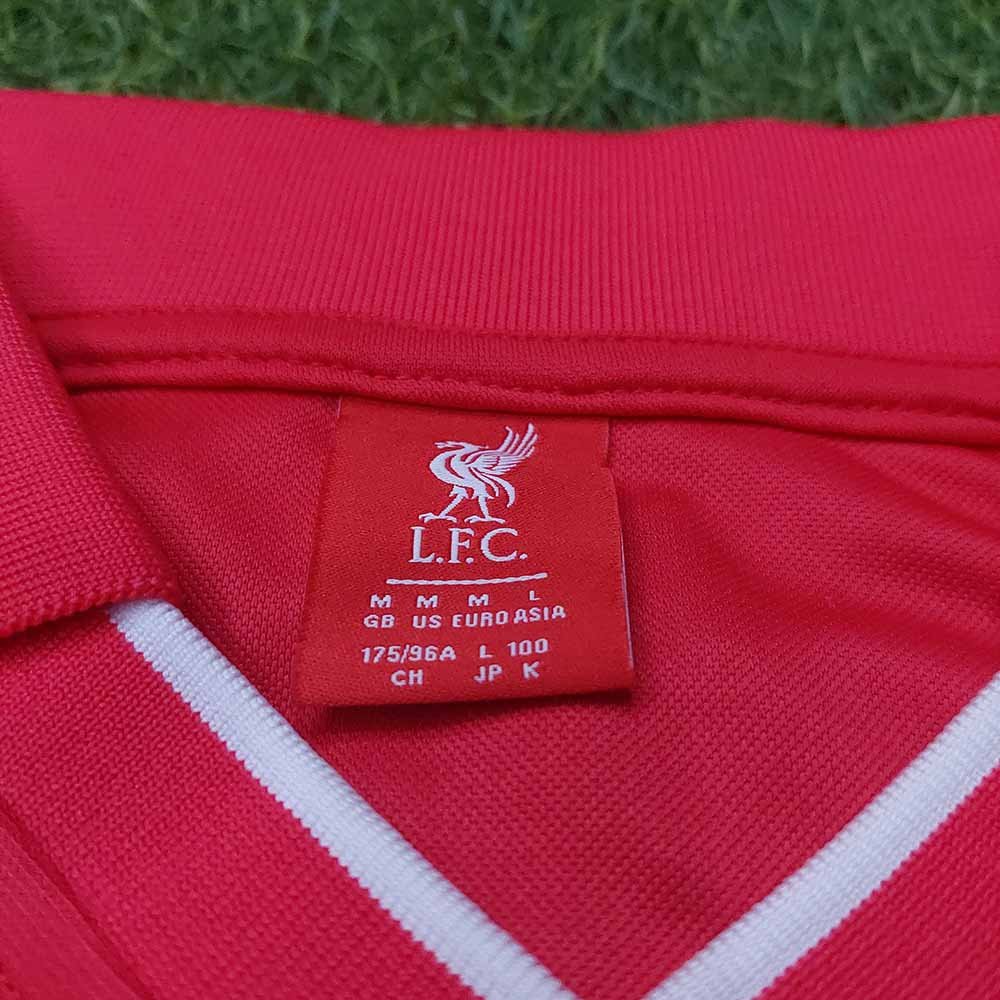 L.F.C.
M M M L
GB US EURO ASIA
175/96A L 100
CH JP K